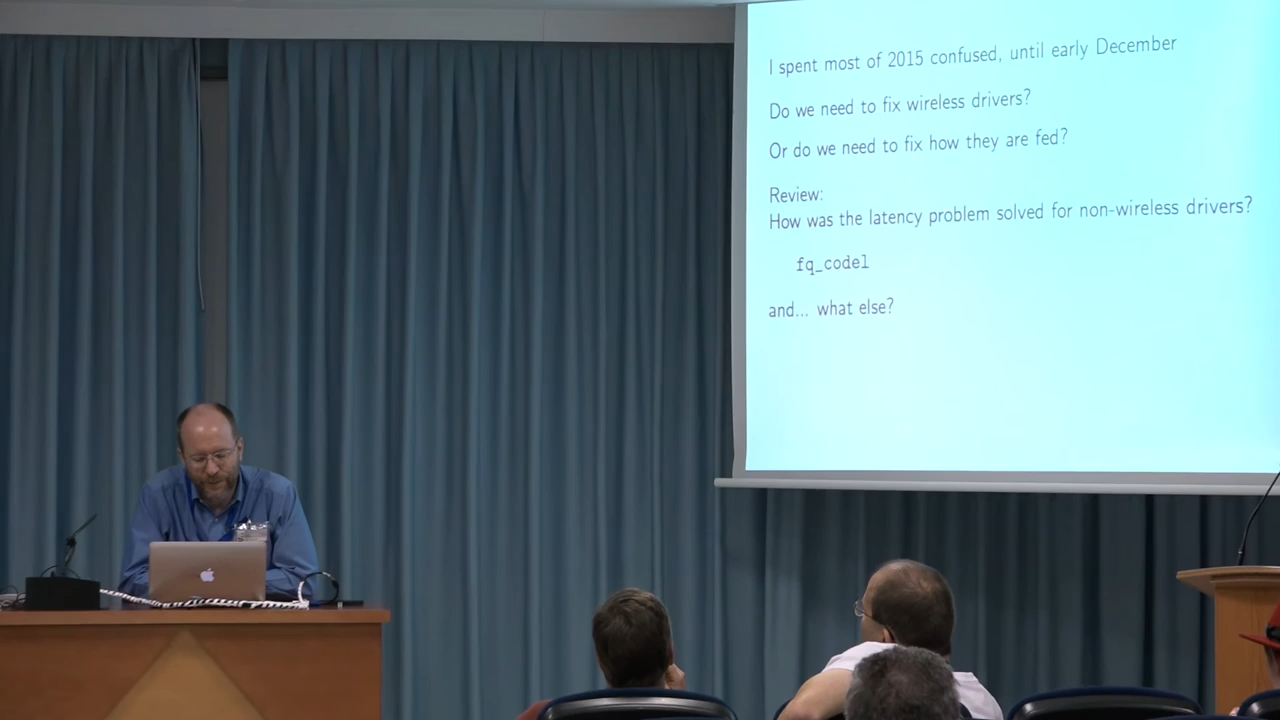 I spent most of 2015 confused, until early December
Do we need to fix wireless drivers?
Or do we need to fix how they are fed?
Review:
How was the latency problem solved for non-wireless drivers?
fq_codel
and... what else?